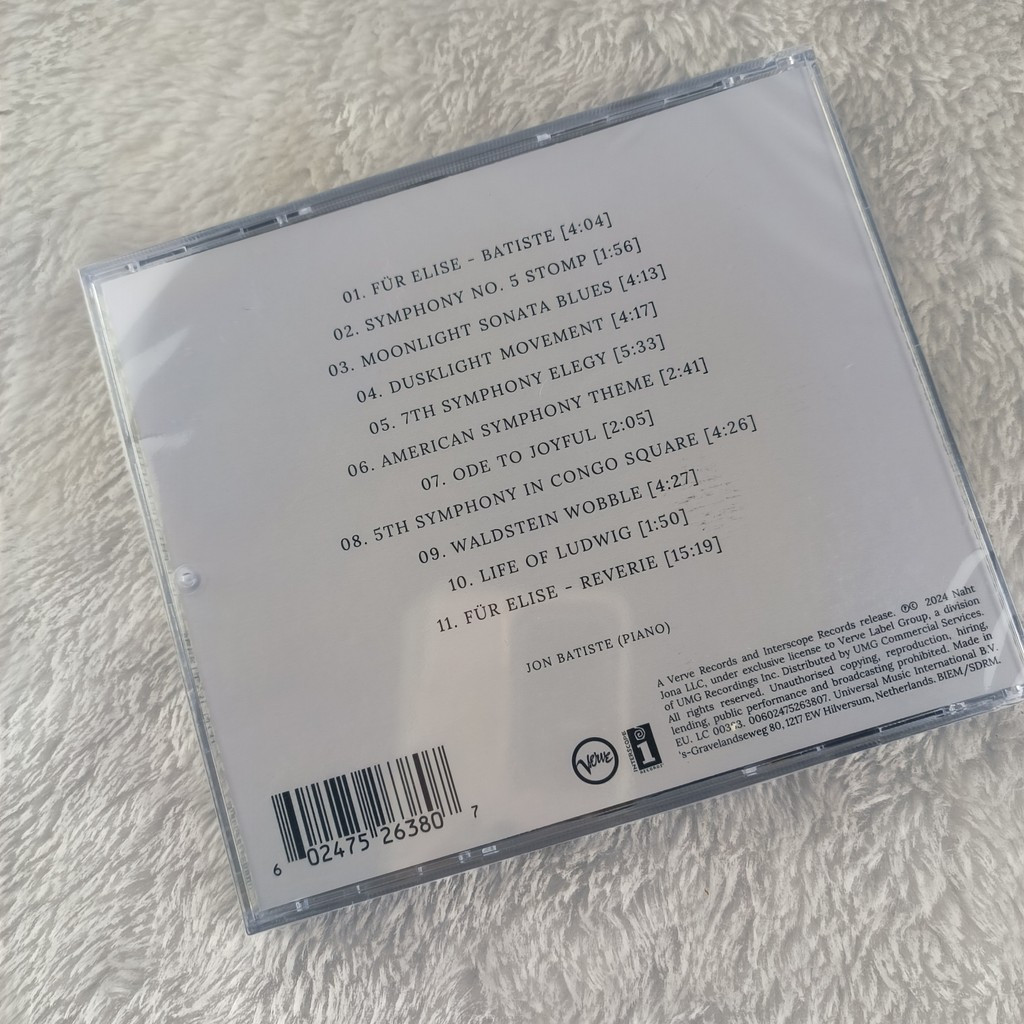 01. FÜR ELISE - BATISTE [4:04]
02. SYMPHONY NO. 5 STOMP [1:56]
03. MOONLIGHT SONATA BLUES [4:13]
04. DUSKLIGHT MOVEMENT [4:17]
05. 7TH SYMPHONY ELEGY [5:33]
06. AMERICAN SYMPHONY THEME [2:41]
07. ODE TO JOYFUL [2:05]
08. 5TH SYMPHONY IN CONGO SQUARE [4:26]
09. WALDSTEIN WOBBLE [4:27]
10. LIFE OF LUDWIG [1:50]
11. FÜR ELISE - REVERIE [15:19]
JON BATISTE (PIANO)
A Verve Records and Interscope Records release. ℗© 2024 Naht
Jona LLC, under exclusive license to Verve Label Group, a division
of UMG Recordings Inc. Distributed by UMG Commercial Services.
All rights reserved. Unauthorised copying, reproduction, hiring,
lending, public performance and broadcasting prohibited. Made in
EU. LC 00602475263807. Universal Music International B.V.
's-Gravelandseweg 80, 1217 EW Hilversum, Netherlands. BIEM/SDRM.
verve
INTERSCOPE
i
RECORDS
6 02475 26380 7